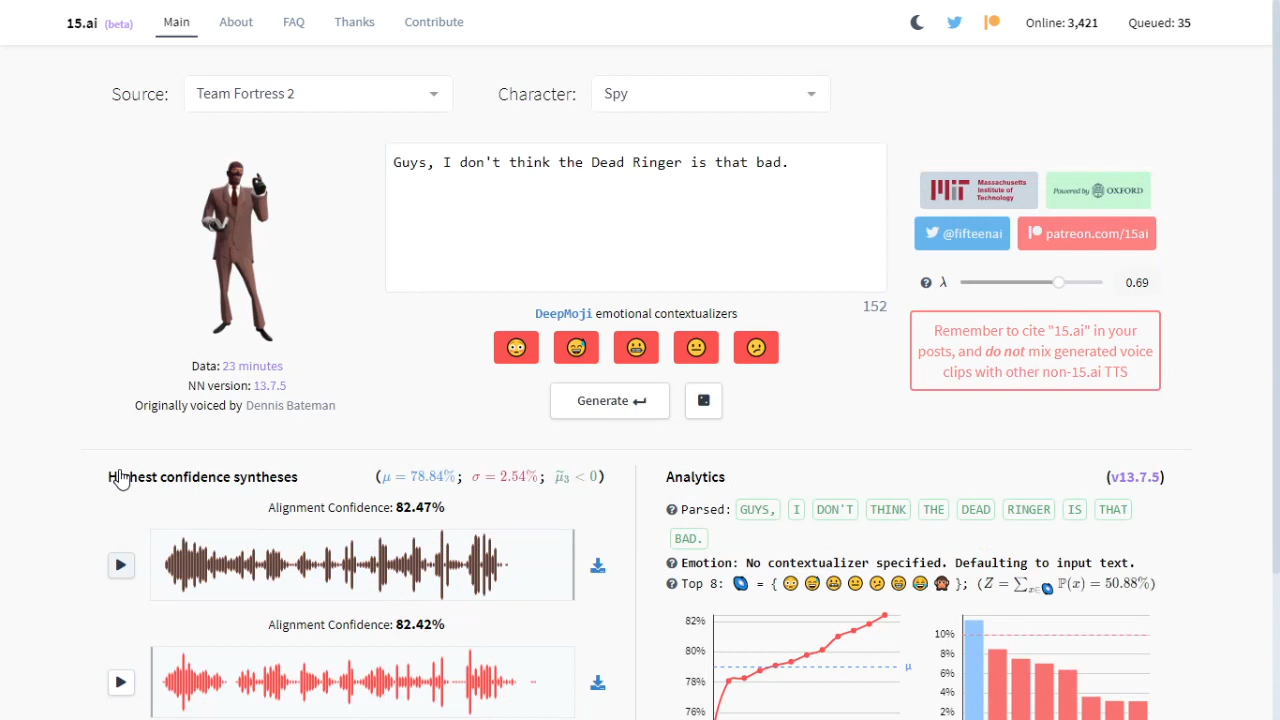 15.ai (beta) Main About FAQ Thanks Contribute Online: 3,421 Queued: 35
Source: Team Fortress 2 Character: Spy
Guys, I don't think the Dead Ringer is that bad.
152
DeepMoji emotional contextualizers
Generate
Data: 23 minutes
NN version: 13.7.5
Originally voiced by Dennis Bateman
MIT Massachusetts Institute of Technology
Powered by OXFORD
@fifteenai
patreon.com/15ai
λ 0.69
Remember to cite "15.ai" in your
posts, and do not mix generated voice
clips with other non-15.ai TTS
Highest confidence syntheses (μ = 78.84%; σ = 2.54%; μ̃₃ < 0)
Alignment Confidence: 82.47%
Alignment Confidence: 82.42%
Analytics (v13.7.5)
Parsed: GUYS, I DON'T THINK THE DEAD RINGER IS THAT
BAD.
Emotion: No contextualizer specified. Defaulting to input text.
Top 8: 🌀 = { 😳 😅 😬 😐 😕 😁 😂 🙊 }; (Z = ∑x∈🌀 ℙ(x) = 50.88%)
82%
80%
78%
76%
μ
10%
8%
6%
4%
2%